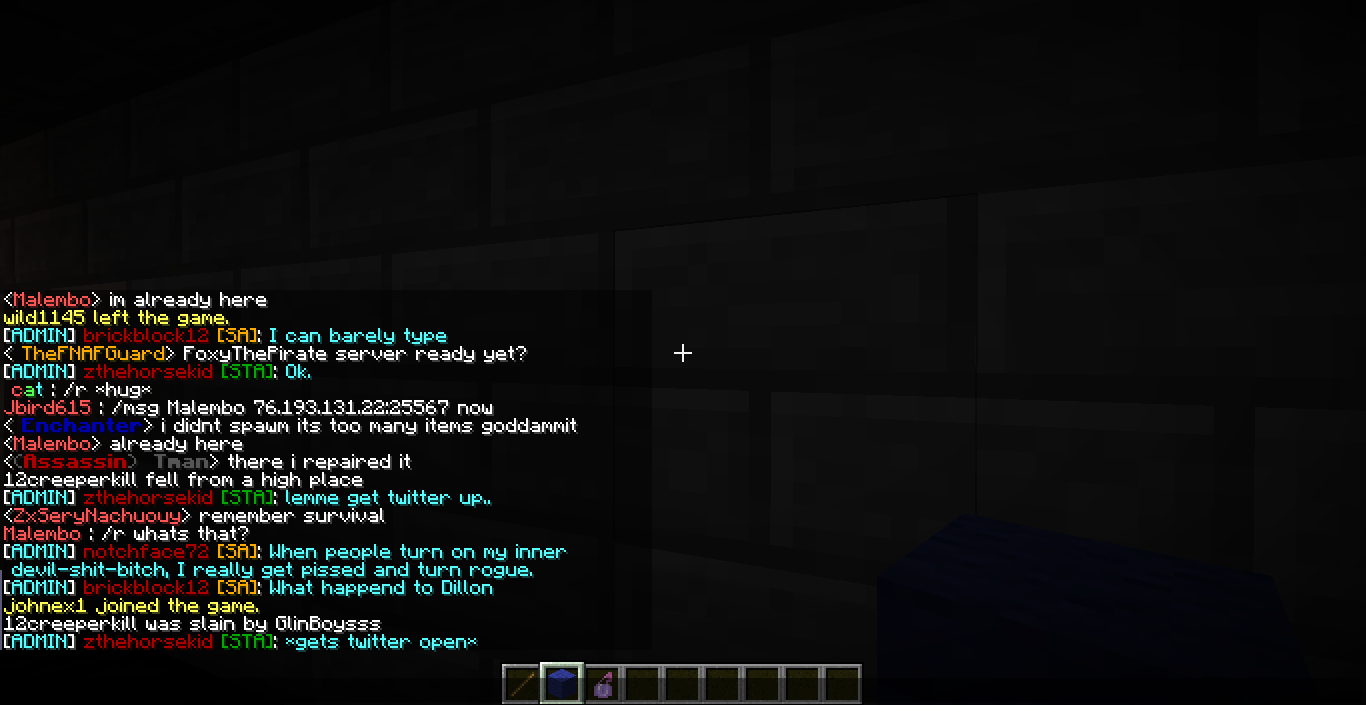 <Malembo> im already here
wild1145 left the game.
[ADMIN] brickblock12 [SA]: I can barely type
< TheFNAFGuard> FoxyThePirate server ready yet?
[ADMIN] zthehorsekid [STA]: Ok.
cat : /r *hug*
Jbird615 : /msg Malembo 76.193.131.22:25567 now
< Enchanter> i didnt spawm its too many items goddammit
<Malembo> already here
<(Assassin) Tman> there i repaired it
12creeperkill fell from a high place
[ADMIN] zthehorsekid [STA]: lemme get twitter up..
<ZxSeryNachuouy> remember survival
Malembo : /r whats that?
[ADMIN] notchface72 [SA]: When people turn on my inner
devil-shit-bitch, I really get pissed and turn rogue.
[ADMIN] brickblock12 [SA]: What happend to Dillon
johnex1 joined the game.
12creeperkill was slain by GlinBoysss
[ADMIN] zthehorsekid [STA]: *gets twitter open*